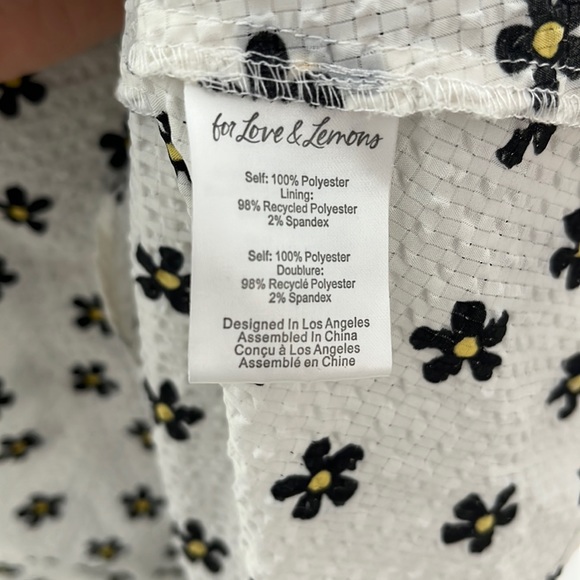 for Love & Lemons
Self: 100% Polyester
Lining:
98% Recycled Polyester
2% Spandex
Self: 100% Polyester
Doublure:
98% Recyclé Polyester
2% Spandex
Designed In Los Angeles
Assembled In China
Conçu à Los Angeles
Assemblé en Chine